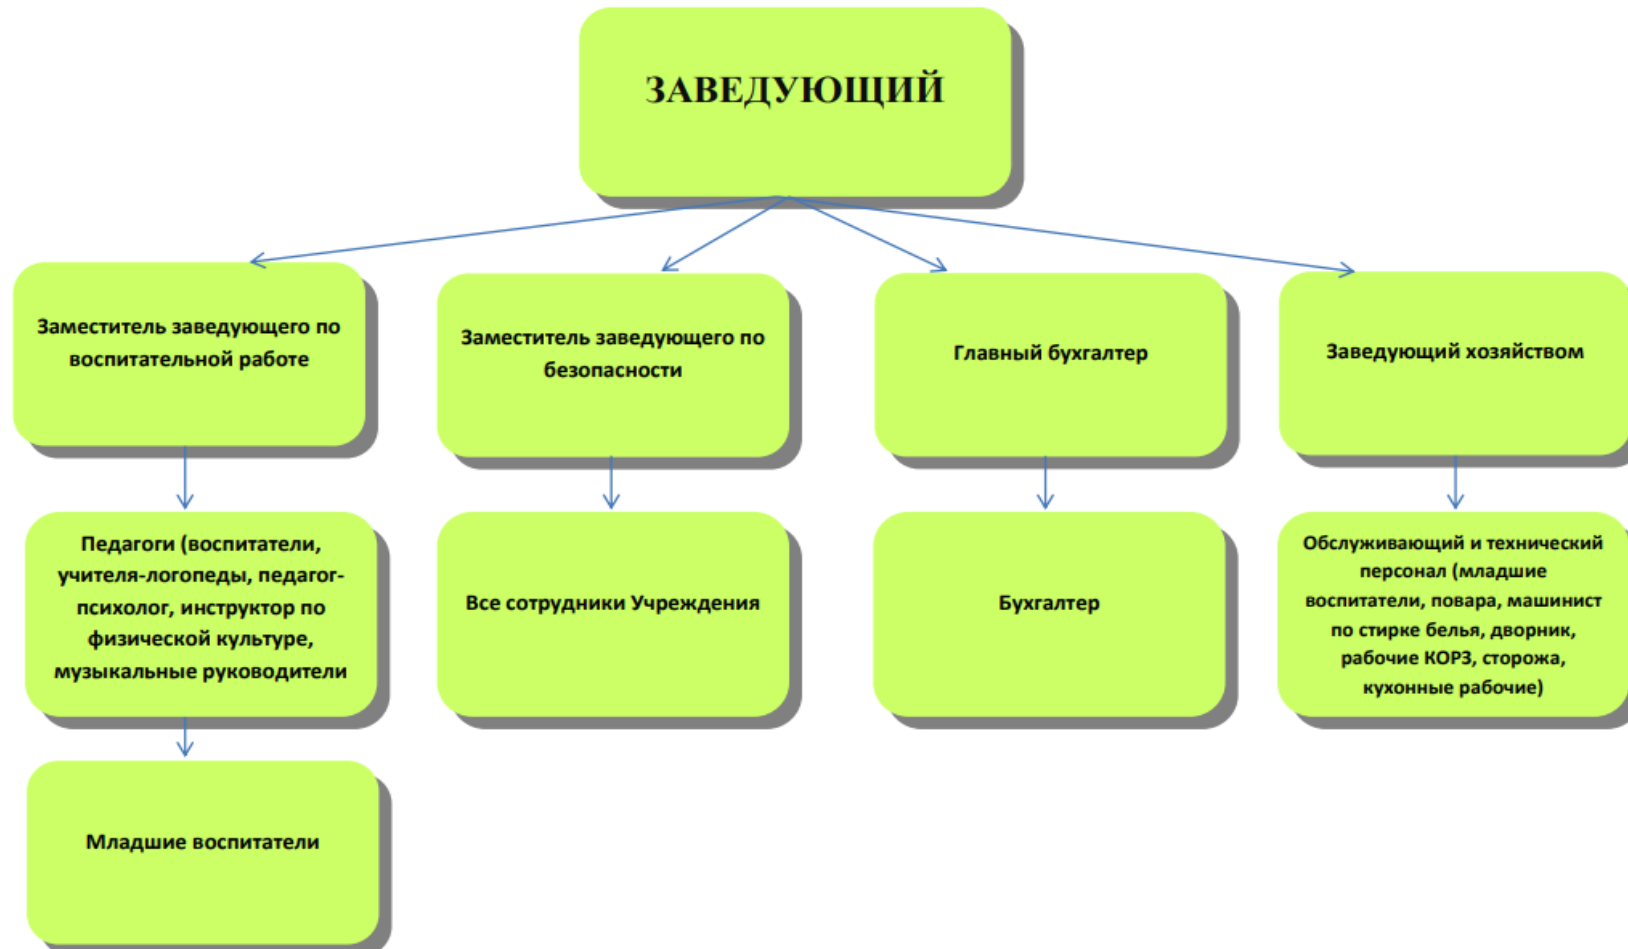 ЗАВЕДУЮЩИЙ
Заместитель заведующего по
воспитательной работе
Заместитель заведующего по
безопасности
Главный бухгалтер
Заведующий хозяйством
Педагоги (воспитатели,
учителя-логопеды, педагог-
психолог, инструктор по
физической культуре,
музыкальные руководители
Все сотрудники Учреждения
Бухгалтер
Обслуживающий и технический
персонал (младшие
воспитатели, повара, машинист
по стирке белья, дворник,
рабочие КОРЗ, сторожа,
кухонные рабочие)
Младшие воспитатели